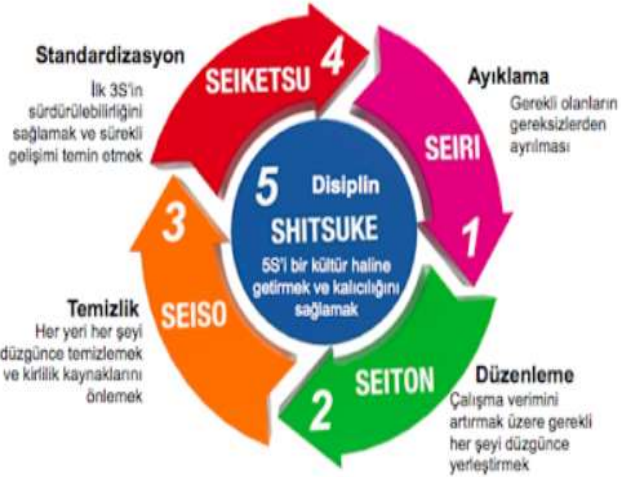 Standardizasyon
İlk 3S'in
sürdürülebilirliğini
sağlamak ve sürekli
gelişimi temin etmek
SEIKETSU
4
Ayıklama
Gerekli olanların
gereksizlerden
ayrılması
SEIRI
1
5
Disiplin
SHITSUKE
5S'i bir kültür haline
getirmek ve kalıcılığını
sağlamak
3
SEISO
Temizlik
Her yeri her şeyi
düzgünce temizlemek
ve kirlilik kaynaklarını
önlemek
SEITON
2
Düzenleme
Çalışma verimini
artırmak üzere gerekli
her şeyi düzgünce
yerleştirmek